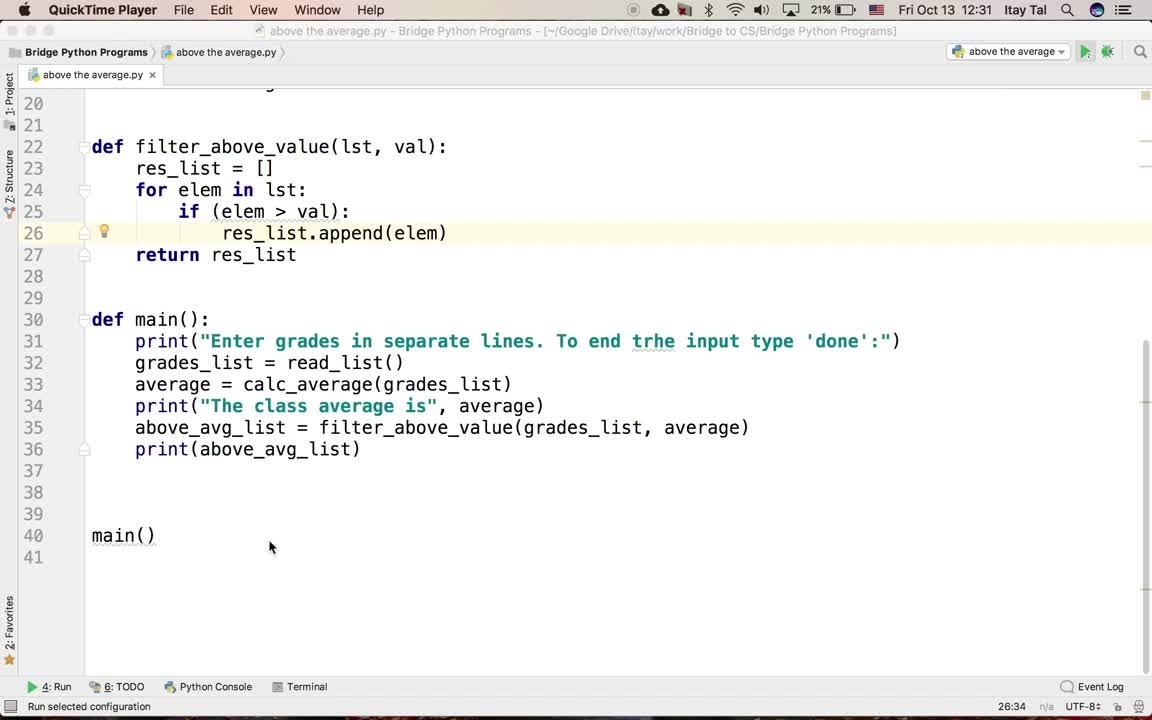 QuickTime Player File Edit View Window Help 21% Fri Oct 13 12:31 Itay Tal
above the average.py - Bridge Python Programs - [~/Google Drive/Itay/work/Bridge to CS/Bridge Python Programs]
Bridge Python Programs above the average.py above the average
above the average.py
1: Project
7: Structure
2: Favorites
20
21
22 def filter_above_value(lst, val):
23 res_list = []
24 for elem in lst:
25 if (elem > val):
26 res_list.append(elem)
27 return res_list
28
29
30 def main():
31 print("Enter grades in separate lines. To end trhe input type 'done':")
32 grades_list = read_list()
33 average = calc_average(grades_list)
34 print("The class average is", average)
35 above_avg_list = filter_above_value(grades_list, average)
36 print(above_avg_list)
37
38
39
40 main()
41
4: Run 6: TODO Python Console Terminal Event Log
Run selected configuration 26:34 n/a UTF-8